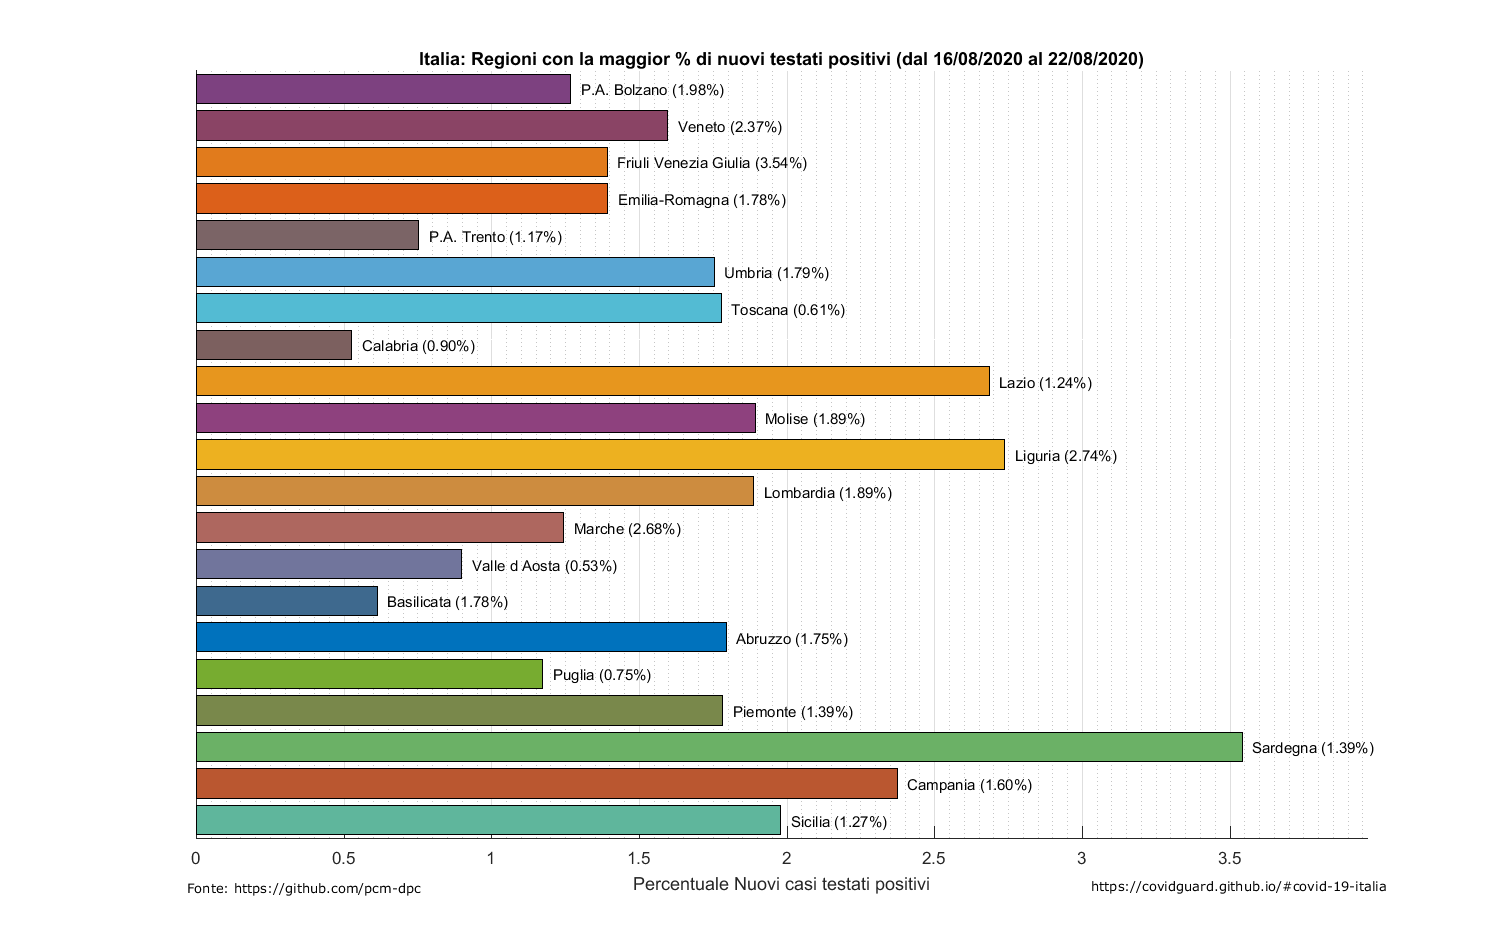 Italia: Regioni con la maggior % di nuovi testati positivi (dal 16/08/2020 al 22/08/2020)
P.A. Bolzano (1.98%)
Veneto (2.37%)
Friuli Venezia Giulia (3.54%)
Emilia-Romagna (1.78%)
P.A. Trento (1.17%)
Umbria (1.79%)
Toscana (0.61%)
Calabria (0.90%)
Lazio (1.24%)
Molise (1.89%)
Liguria (2.74%)
Lombardia (1.89%)
Marche (2.68%)
Valle d Aosta (0.53%)
Basilicata (1.78%)
Abruzzo (1.75%)
Puglia (0.75%)
Piemonte (1.39%)
Sardegna (1.39%)
Campania (1.60%)
Sicilia (1.27%)
0 0.5 1 1.5 2 2.5 3 3.5
Percentuale Nuovi casi testati positivi
Fonte: https://github.com/pcm-dpc
https://covidguard.github.io/#covid-19-italia